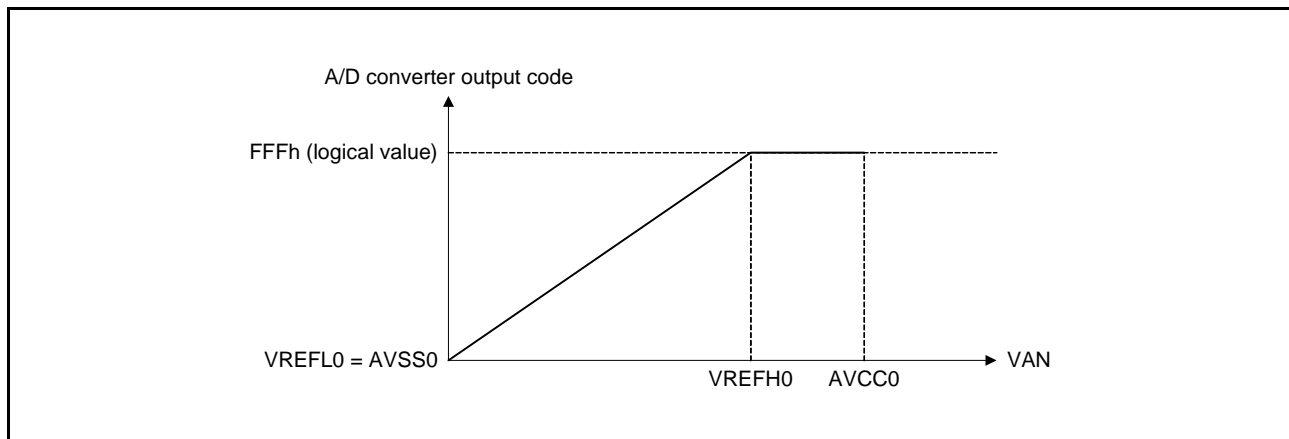 A/D converter output code
FFFh (logical value)
VREFL0 = AVSS0
VAN
VREFH0
AVCC0